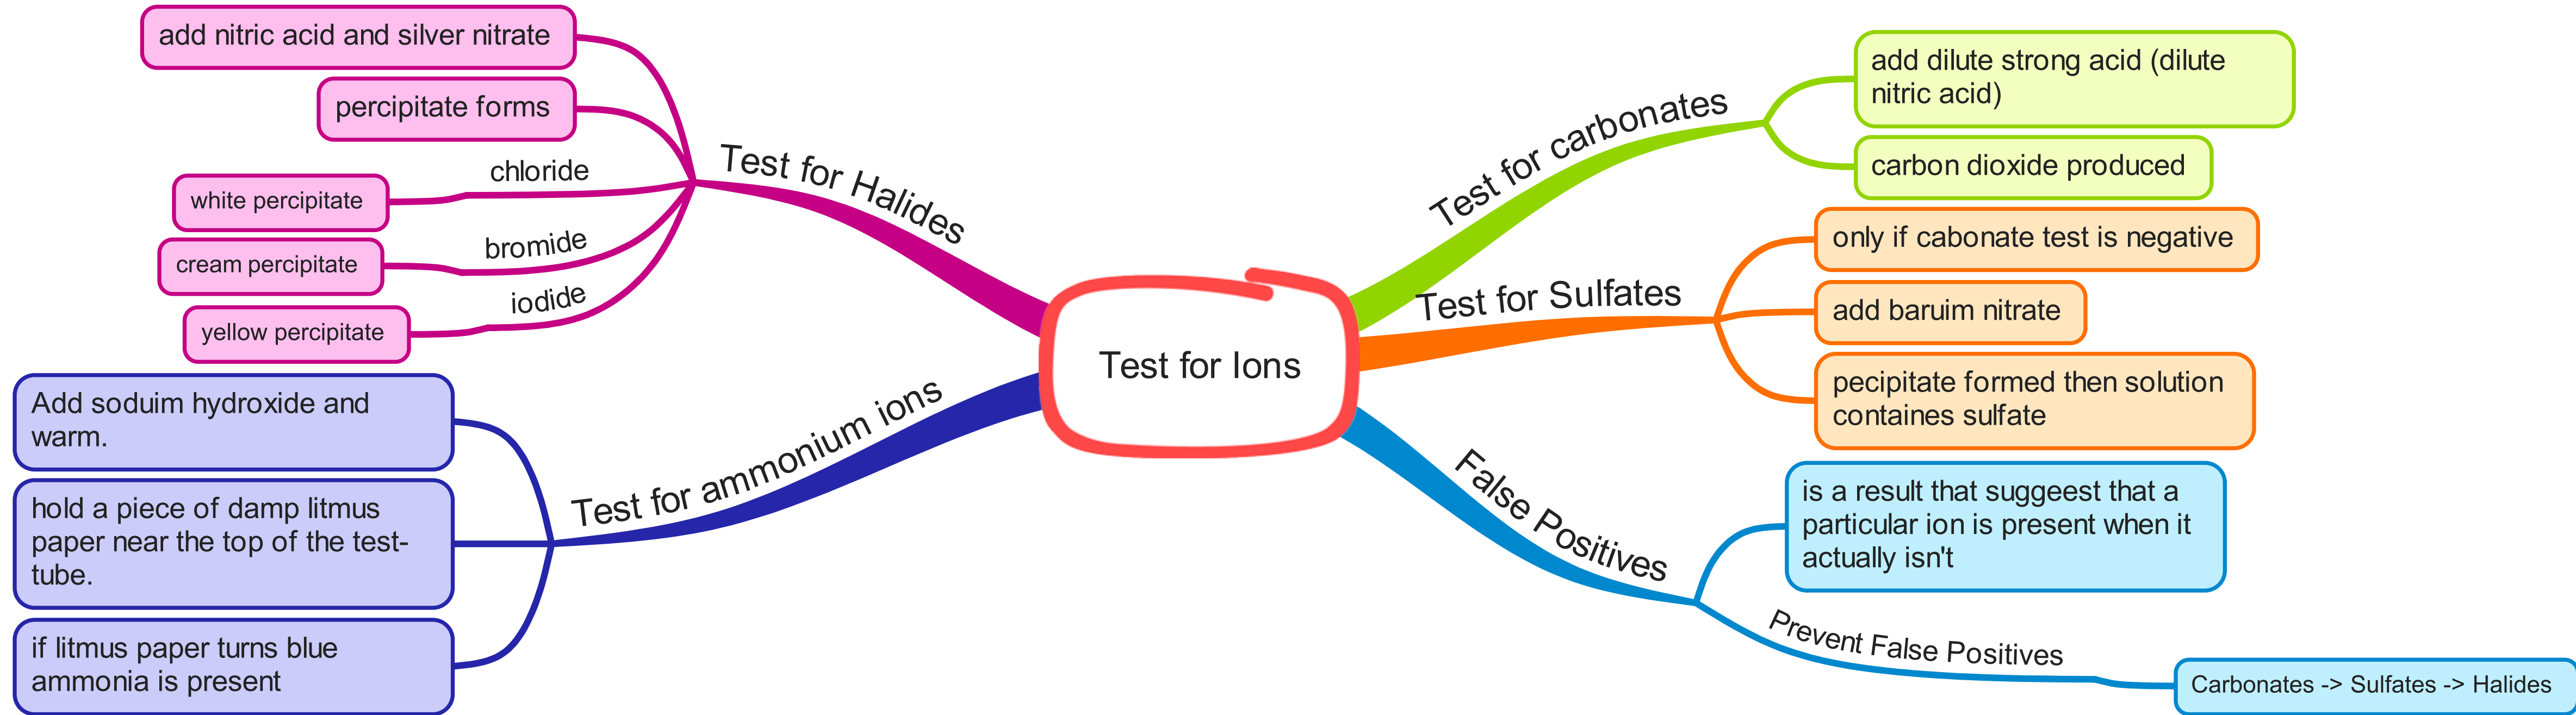 Test for Ions
Test for carbonates
add dilute strong acid (dilute
nitric acid)
carbon dioxide produced
Test for Sulfates
only if cabonate test is negative
add baruim nitrate
pecipitate formed then solution
containes sulfate
False Positives
is a result that suggeest that a
particular ion is present when it
actually isn't
Prevent False Positives
Carbonates -> Sulfates -> Halides
Test for Halides
add nitric acid and silver nitrate
percipitate forms
chloride
white percipitate
bromide
cream percipitate
iodide
yellow percipitate
Test for ammonium ions
Add soduim hydroxide and
warm.
hold a piece of damp litmus
paper near the top of the test-
tube.
if litmus paper turns blue
ammonia is present